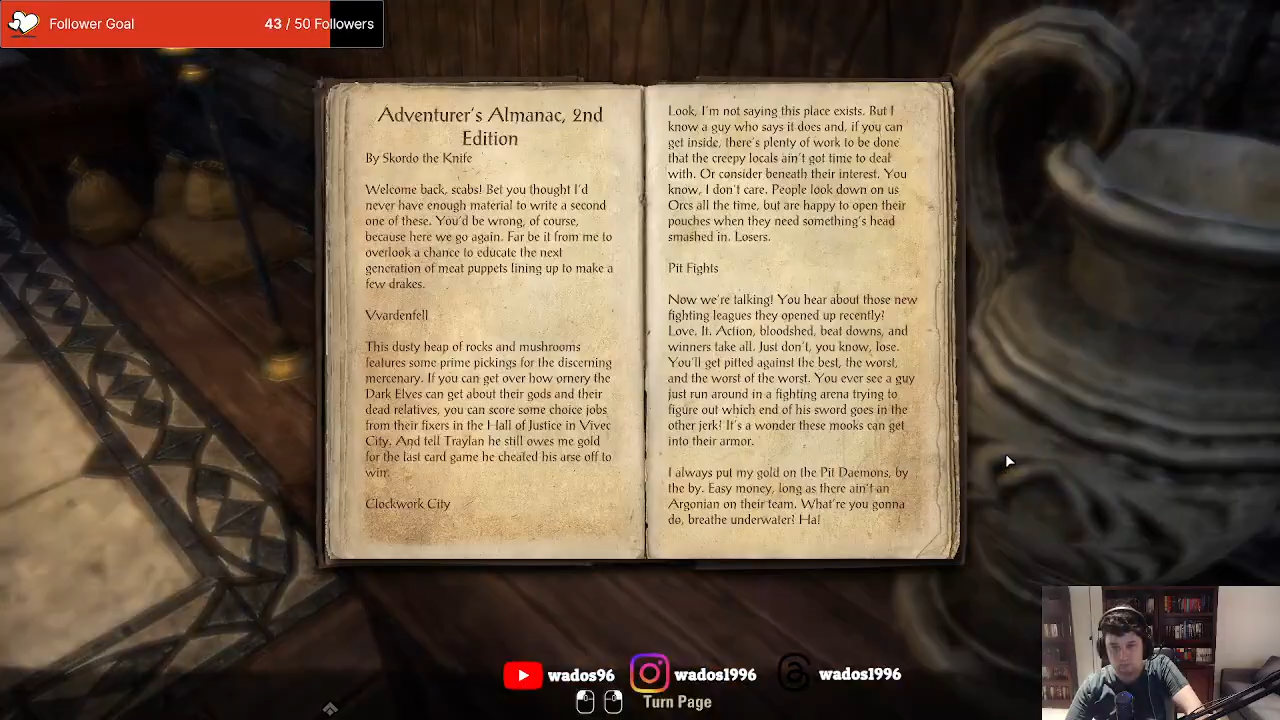 Follower Goal
43 / 50 Followers
Adventurer's Almanac, 2nd
Edition
By Skordo the Knife
Welcome back, scabs! Bet you thought I'd
never have enough material to write a second
one of these. You'd be wrong, of course,
because here we go again. Far be it from me to
overlook a chance to educate the next
generation of meat puppets lining up to make a
few drakes.
Vvardenfell
This dusty heap of rocks and mushrooms
features some prime pickings for the discerning
mercenary. If you can get over how ornery the
Dark Elves can get about their gods and their
dead relatives, you can score some choice jobs
from their fixers in the Hall of Justice in Vivec
City. And tell Traylan he still owes me gold
for the last card game he cheated his arse off to
win.
Clockwork City
Look, I'm not saying this place exists. But I
know a guy who says it does and, if you can
get inside, there's plenty of work to be done
that the creepy locals ain't got time to deal
with. Or consider beneath their interest. You
know, I don't care. People look down on us
Orcs all the time, but are happy to open their
pouches when they need something's head
smashed in. Losers.
Pit Fights
Now we're talking! You hear about those new
fighting leagues they opened up recently?
Love. It. Action, bloodshed, beat downs, and
winners take all. Just don't, you know, lose.
You'll get pitted against the best, the worst,
and the worst of the worst. You ever see a guy
just run around in a fighting arena trying to
figure out which end of his sword goes in the
other jerk? It's a wonder these mooks can get
into their armor.
I always put my gold on the Pit Daemons, by
the by. Easy money, long as there ain't an
Argonian on their team. What're you gonna
do, breathe underwater? Ha!
wados96
wados1996
wados1996
Turn Page